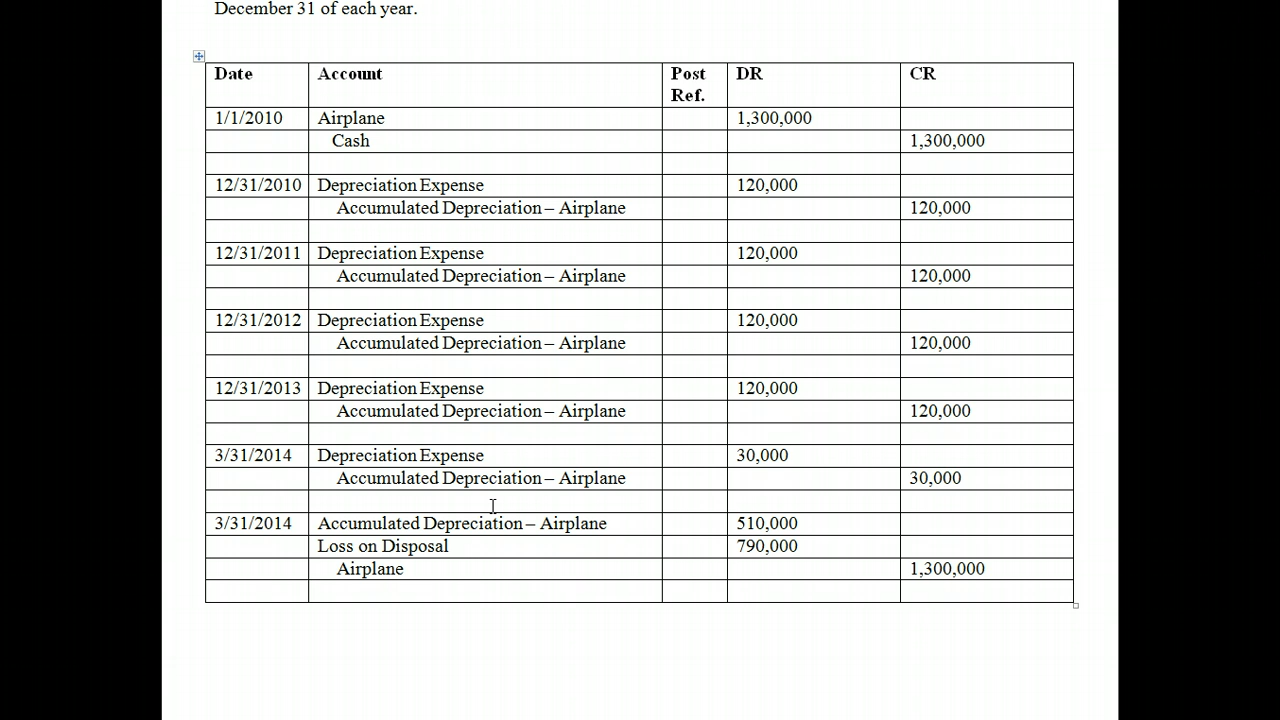 December 31 of each year.
Date Account Post Ref. DR CR
1/1/2010 Airplane 1,300,000
Cash 1,300,000
12/31/2010 Depreciation Expense 120,000
Accumulated Depreciation – Airplane 120,000
12/31/2011 Depreciation Expense 120,000
Accumulated Depreciation – Airplane 120,000
12/31/2012 Depreciation Expense 120,000
Accumulated Depreciation – Airplane 120,000
12/31/2013 Depreciation Expense 120,000
Accumulated Depreciation – Airplane 120,000
3/31/2014 Depreciation Expense 30,000
Accumulated Depreciation – Airplane 30,000
3/31/2014 Accumulated Depreciation – Airplane 510,000
Loss on Disposal 790,000
Airplane 1,300,000